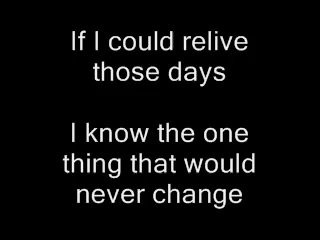 If I could relive
those days
I know the one
thing that would
never change